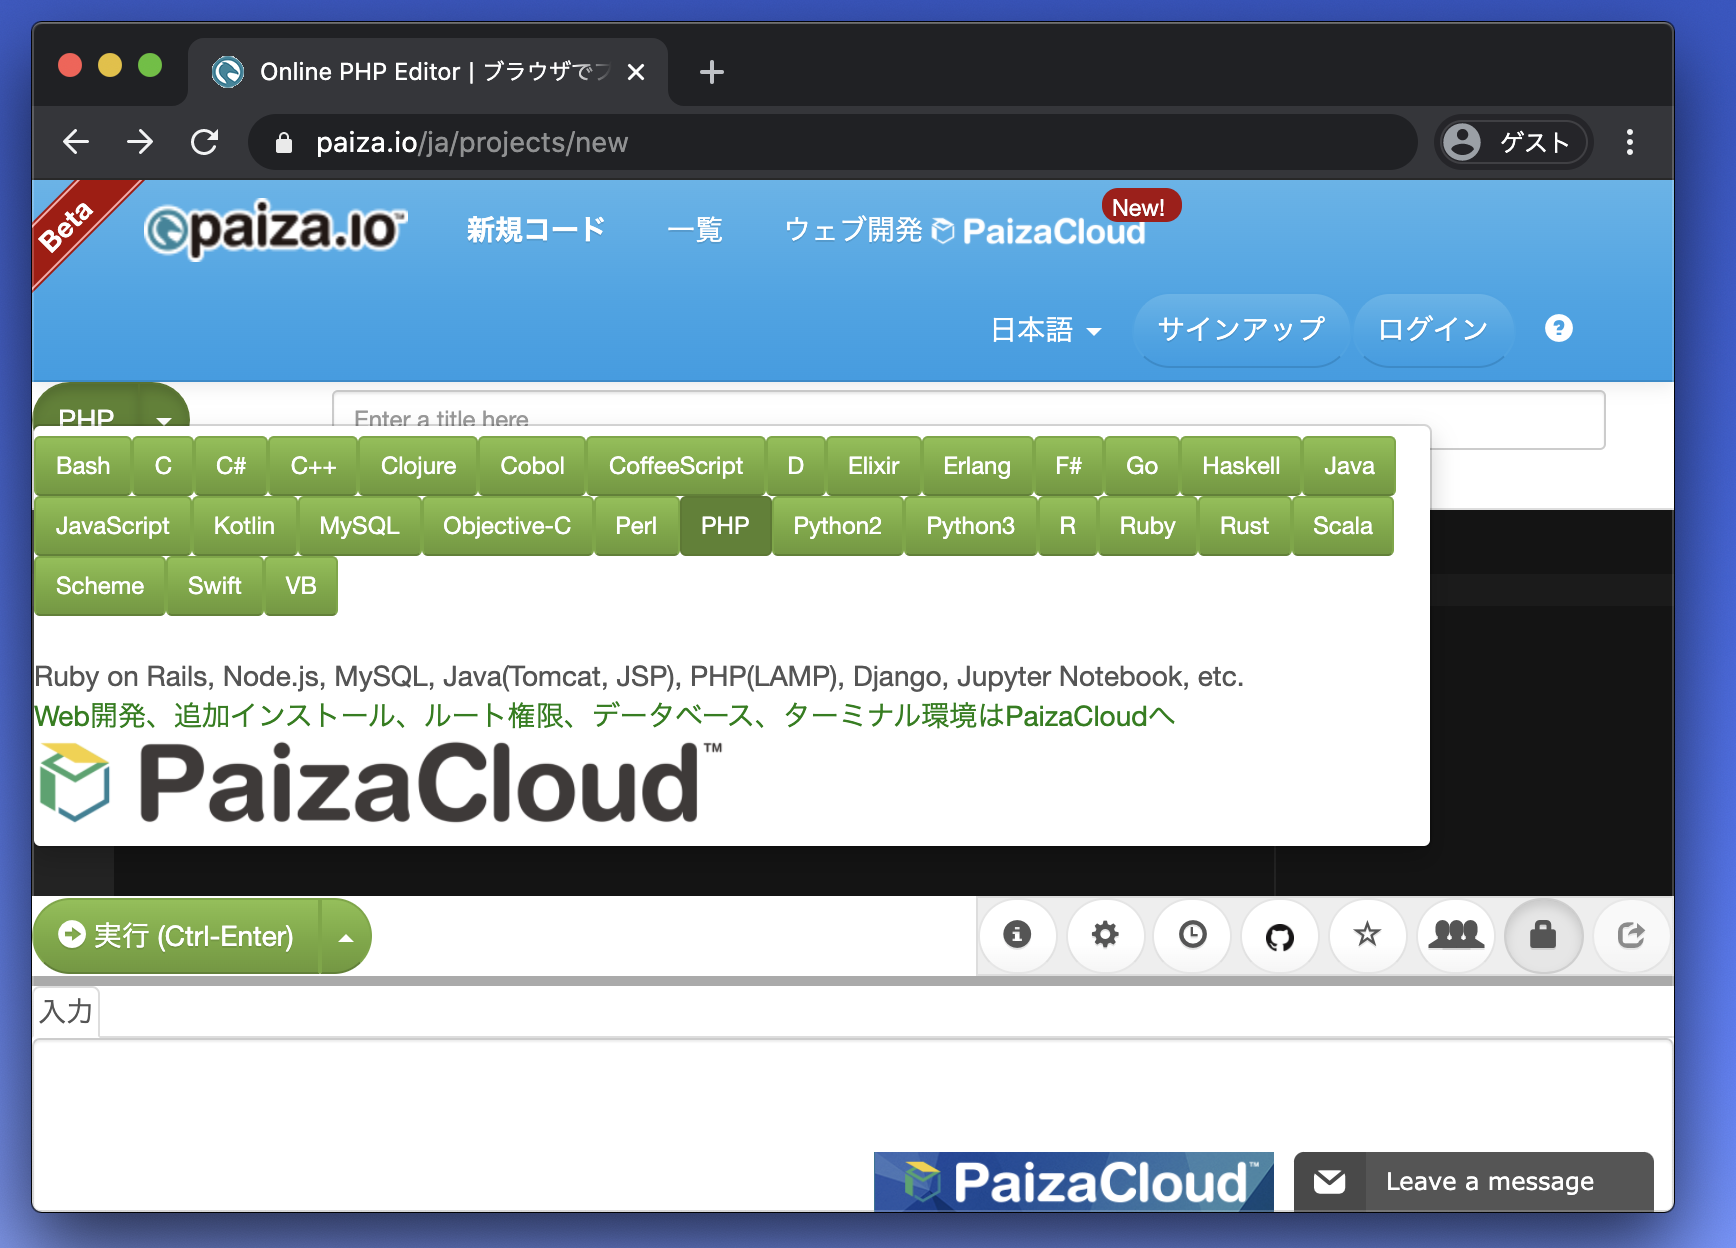 Online PHP Editor | ブラウザでプ
paiza.io/ja/projects/new
ゲスト
Beta
paiza.io™
新規コード
一覧
ウェブ開発 PaizaCloud
New!
日本語
サインアップ
ログイン
PHP
Enter a title here
Bash C C# C++ Clojure Cobol CoffeeScript D Elixir Erlang F# Go Haskell Java
JavaScript Kotlin MySQL Objective-C Perl PHP Python2 Python3 R Ruby Rust Scala
Scheme Swift VB
Ruby on Rails, Node.js, MySQL, Java(Tomcat, JSP), PHP(LAMP), Django, Jupyter Notebook, etc.
Web開発、追加インストール、ルート権限、データベース、ターミナル環境はPaizaCloudへ
PaizaCloud™
実行 (Ctrl-Enter)
入力
PaizaCloud™
Leave a message